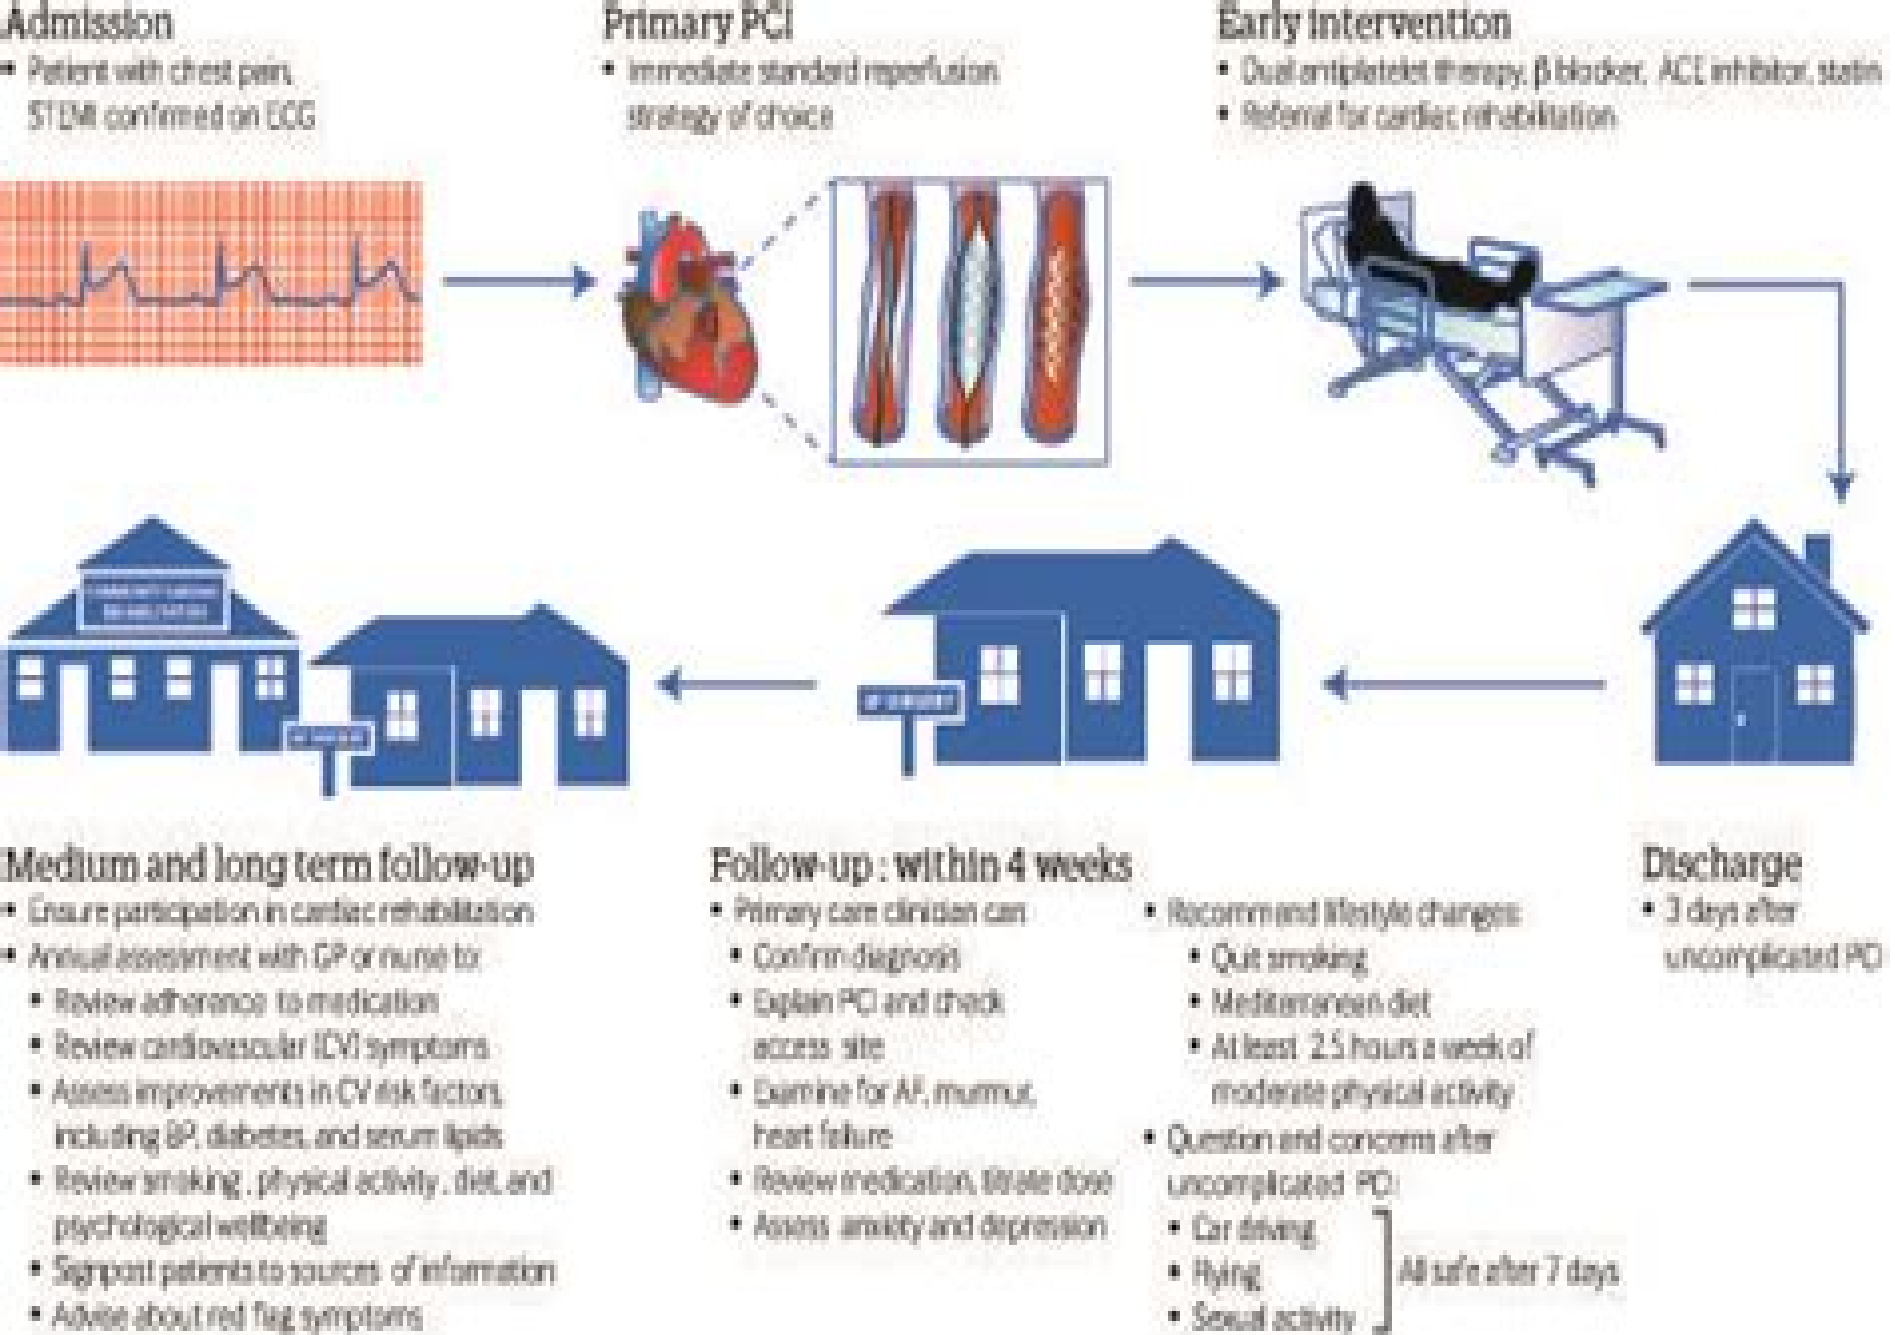 Admission
• Patient with chest pain,
STEMI confirmed on ECG
Primary PCI
• Immediate standard reperfusion
strategy of choice
Early intervention
• Dual antiplatelet therapy, β blocker, ACE inhibitor, statin
• Referral for cardiac rehabilitation
COMMUNITY CARDIAC
REHABILITATION
GP SURGERY
GP SURGERY
Medium and long term follow-up
• Ensure participation in cardiac rehabilitation
• Annual assessment with GP or nurse to:
• Review adherence to medication
• Review cardiovascular (CV) symptoms
• Assess improvements in CV risk factors,
including BP, diabetes, and serum lipids
• Review smoking, physical activity, diet, and
psychological wellbeing
• Signpost patients to sources of information
• Advise about red flag symptoms
Follow-up : within 4 weeks
• Primary care clinician can
• Confirm diagnosis
• Explain PCI and check
access site
• Examine for AF, murmur,
heart failure
• Review medication, titrate dose
• Assess anxiety and depression
• Recommend lifestyle changes:
• Quit smoking
• Mediterranean diet
• At least 2.5 hours a week of
moderate physical activity
• Question and concerns after
uncomplicated PCI:
• Car driving
• Flying
• Sexual activity
All safe after 7 days
Discharge
• 3 days after
uncomplicated PCI